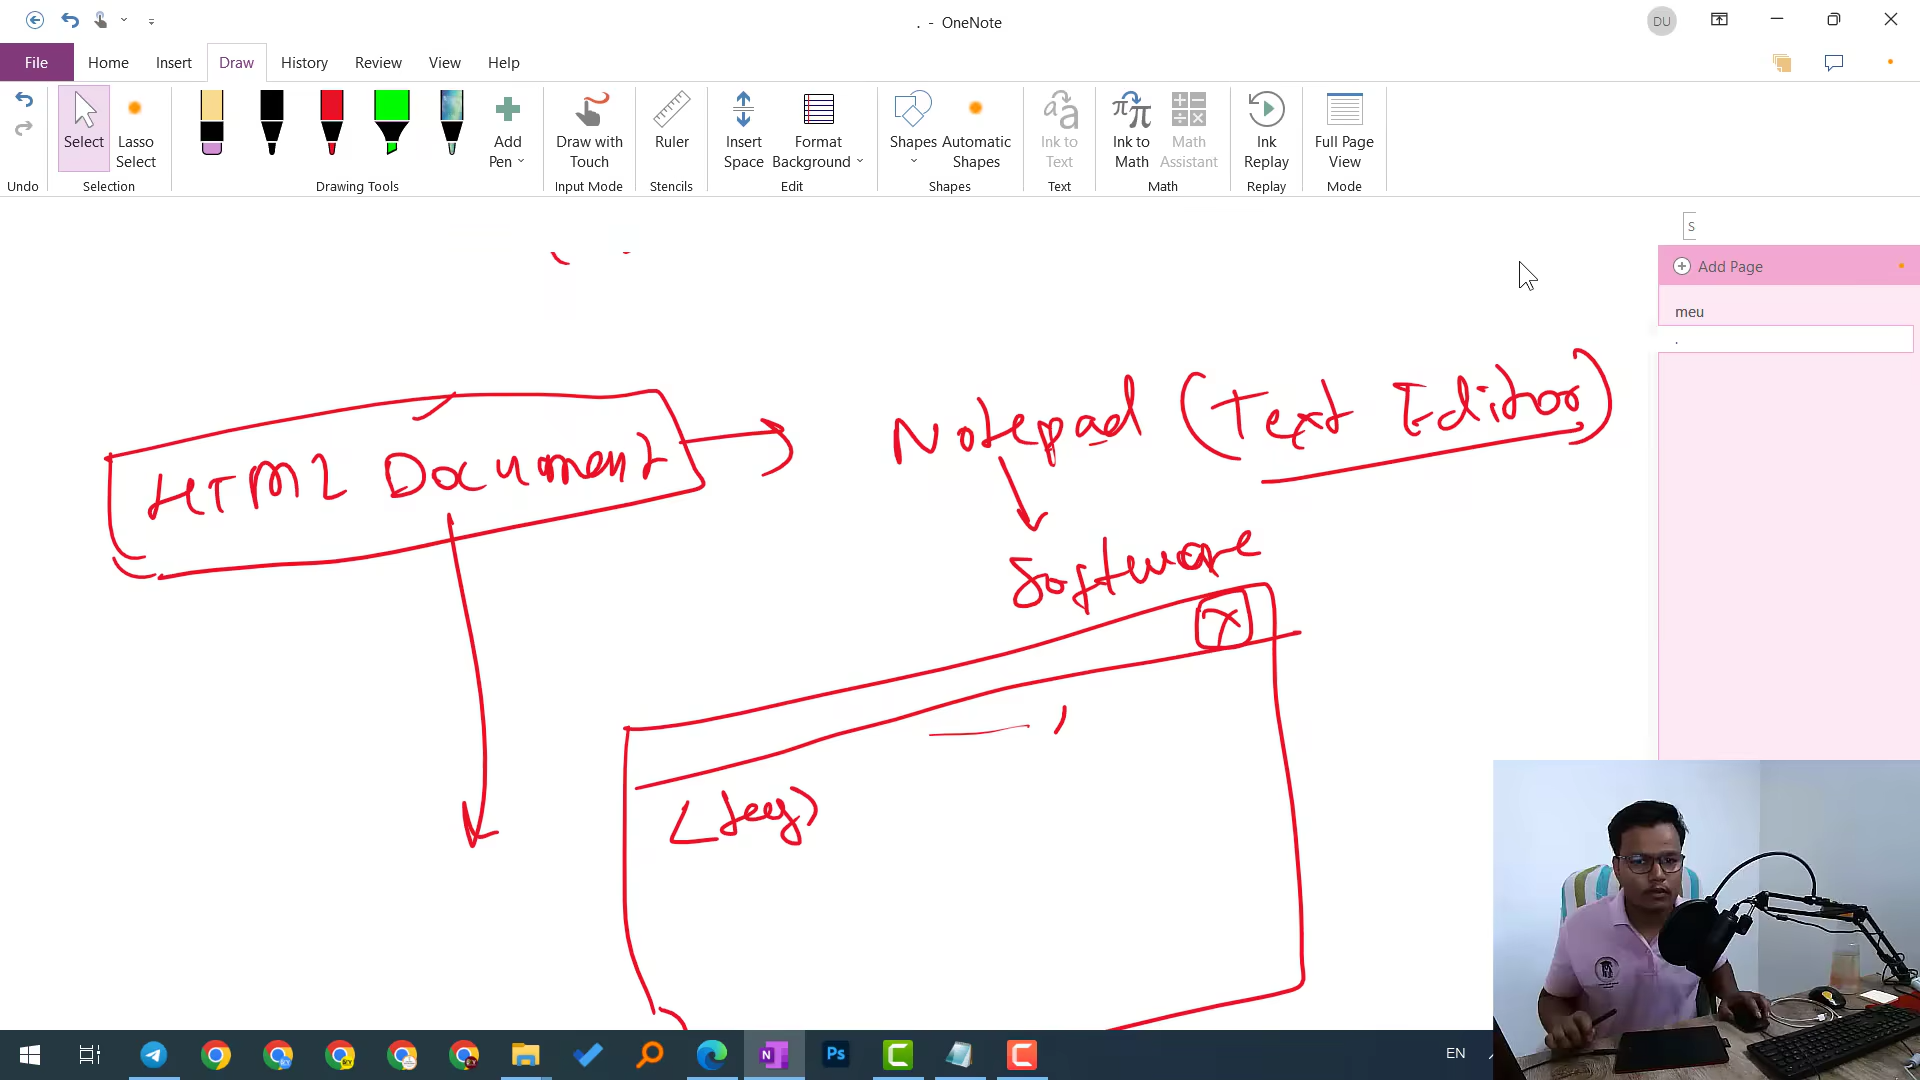 . - OneNote
DU
File Home Insert Draw History Review View Help
Select
Lasso Select
Add Pen
Draw with Touch
Ruler
Insert Space
Format Background
Shapes
Automatic Shapes
Ink to Text
Ink to Math
Math Assistant
Ink Replay
Full Page View
Undo Selection Drawing Tools Input Mode Stencils Edit Shapes Text Math Replay Mode
S
Add Page
meu
.
HTML Document
Notepad (Text Editor)
Software
X
<teg>
N
Ps
C
C
EN